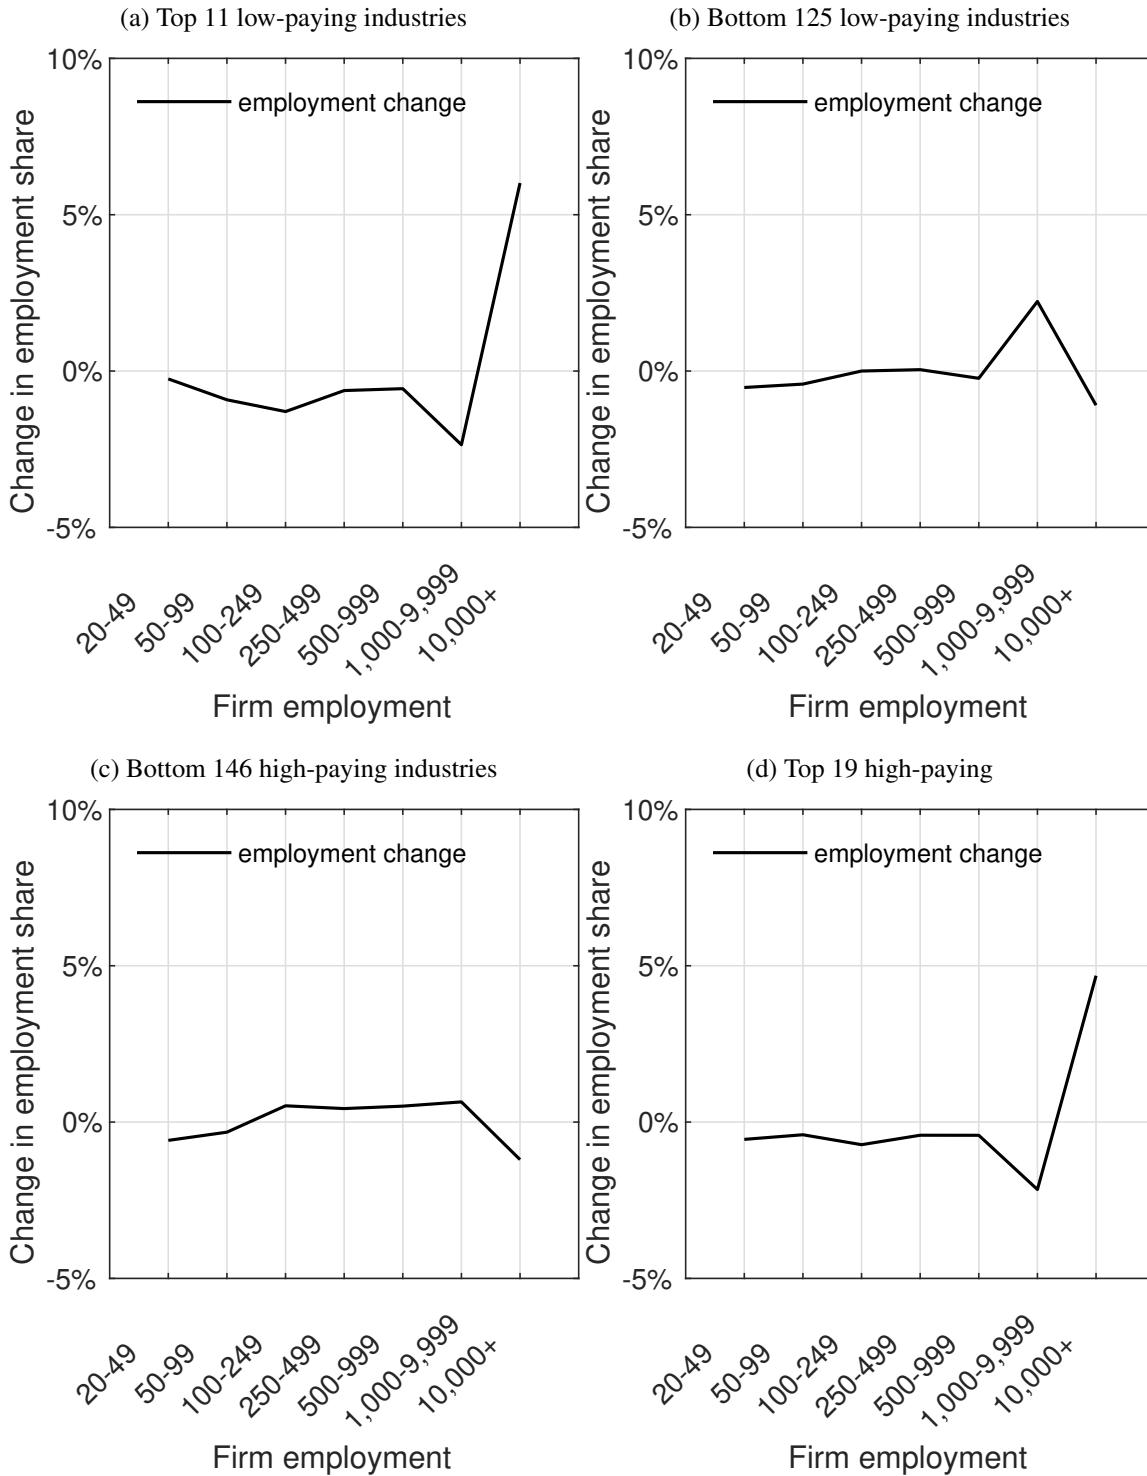 (a) Top 11 low-paying industries
10%
5%
0%
-5%
Change in employment share
employment change
20-49
50-99
100-249
250-499
500-999
1,000-9,999
10,000+
Firm employment
(b) Bottom 125 low-paying industries
10%
5%
0%
-5%
Change in employment share
employment change
20-49
50-99
100-249
250-499
500-999
1,000-9,999
10,000+
Firm employment
(c) Bottom 146 high-paying industries
10%
5%
0%
-5%
Change in employment share
employment change
20-49
50-99
100-249
250-499
500-999
1,000-9,999
10,000+
Firm employment
(d) Top 19 high-paying
10%
5%
0%
-5%
Change in employment share
employment change
20-49
50-99
100-249
250-499
500-999
1,000-9,999
10,000+
Firm employment